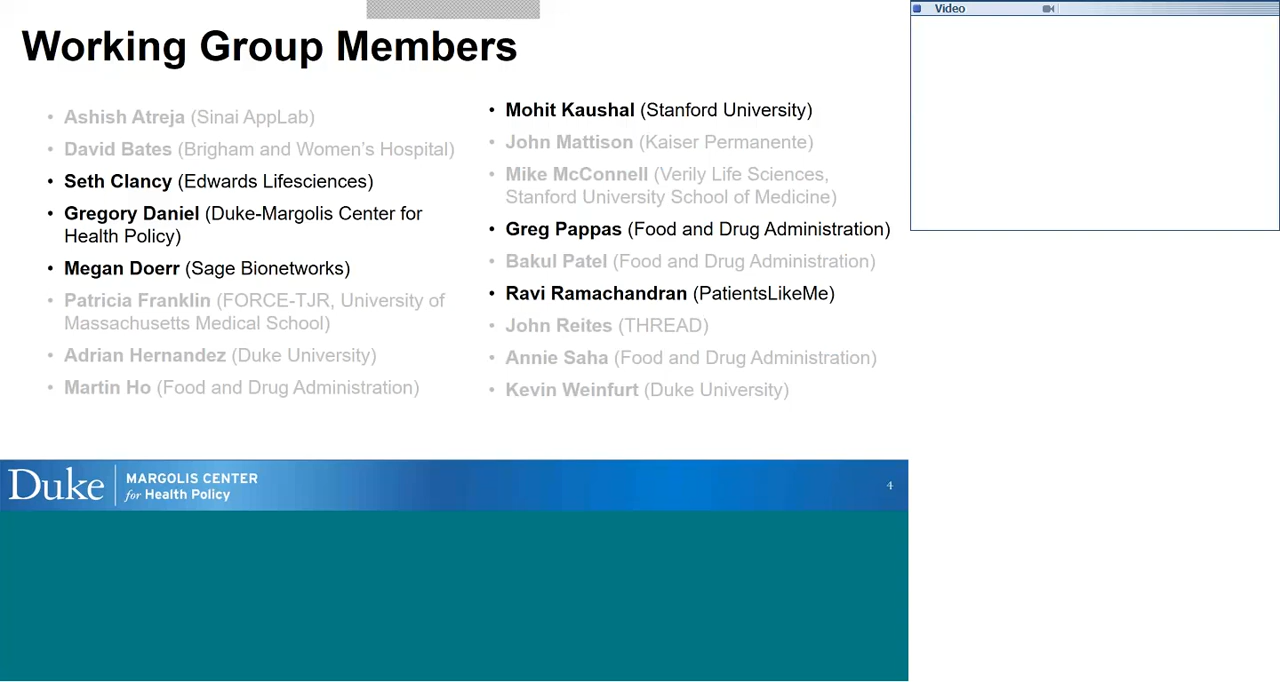 Working Group Members
• Ashish Atreja (Sinai AppLab)
• David Bates (Brigham and Women's Hospital)
• Seth Clancy (Edwards Lifesciences)
• Gregory Daniel (Duke-Margolis Center for
Health Policy)
• Megan Doerr (Sage Bionetworks)
• Patricia Franklin (FORCE-TJR, University of
Massachusetts Medical School)
• Adrian Hernandez (Duke University)
• Martin Ho (Food and Drug Administration)
• Mohit Kaushal (Stanford University)
• John Mattison (Kaiser Permanente)
• Mike McConnell (Verily Life Sciences,
Stanford University School of Medicine)
• Greg Pappas (Food and Drug Administration)
• Bakul Patel (Food and Drug Administration)
• Ravi Ramachandran (PatientsLikeMe)
• John Reites (THREAD)
• Annie Saha (Food and Drug Administration)
• Kevin Weinfurt (Duke University)
Duke
MARGOLIS CENTER
for Health Policy
4
Video